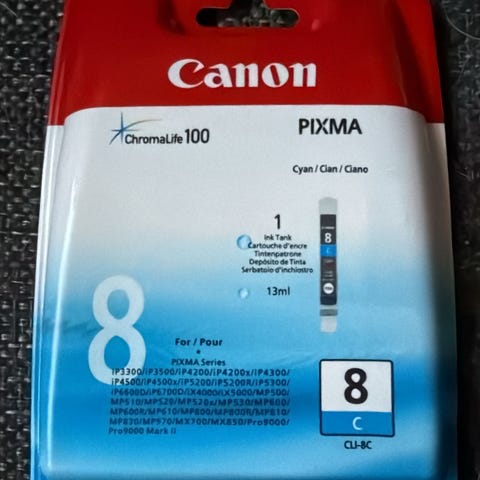 Canon
ChromaLife 100
PIXMA
Cyan / Cian / Ciano
1
Ink Tank
Cartouche d'encre
Tintenpatrone
Depósito de Tinta
Serbatoio d'inchiostro
13ml
8
C
8
For / Pour
PIXMA Series
iP3300/iP3500/iP4200/iP4200x/iP4300/
iP4500/iP4500x/iP5200/iP5200R/iP5300/
iP6600D/iP6700D/iX4000/iX5000/MP500/
MP510/MP520/MP520x/MP530/MP600/
MP600R/MP610/MP800/MP800R/MP810/
MP830/MP970/MX700/MX850/Pro9000/
Pro9000 Mark II
8
C
CLI-8C